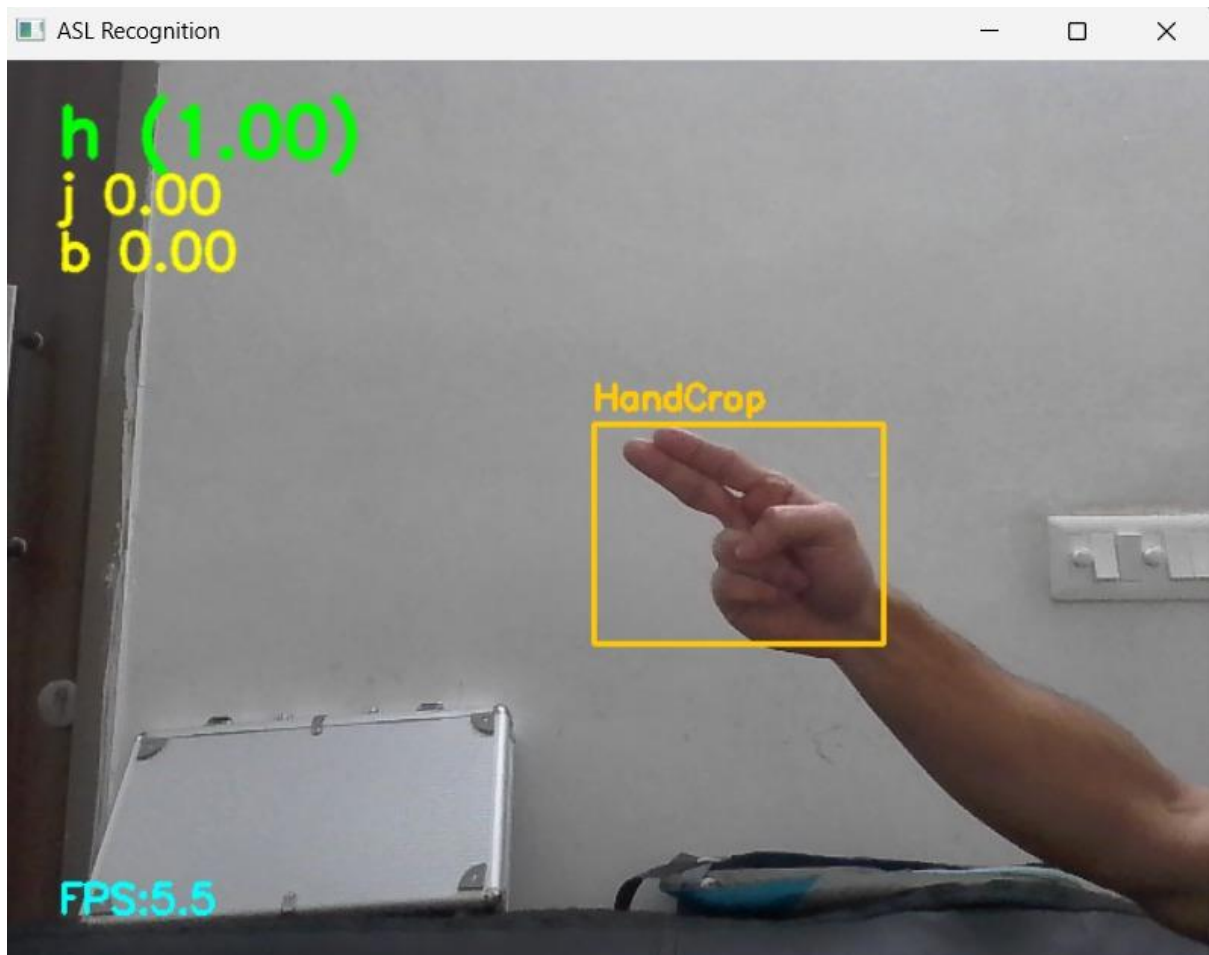 ASL Recognition
h (1.00)
j 0.00
b 0.00
HandCrop
FPS:5.5